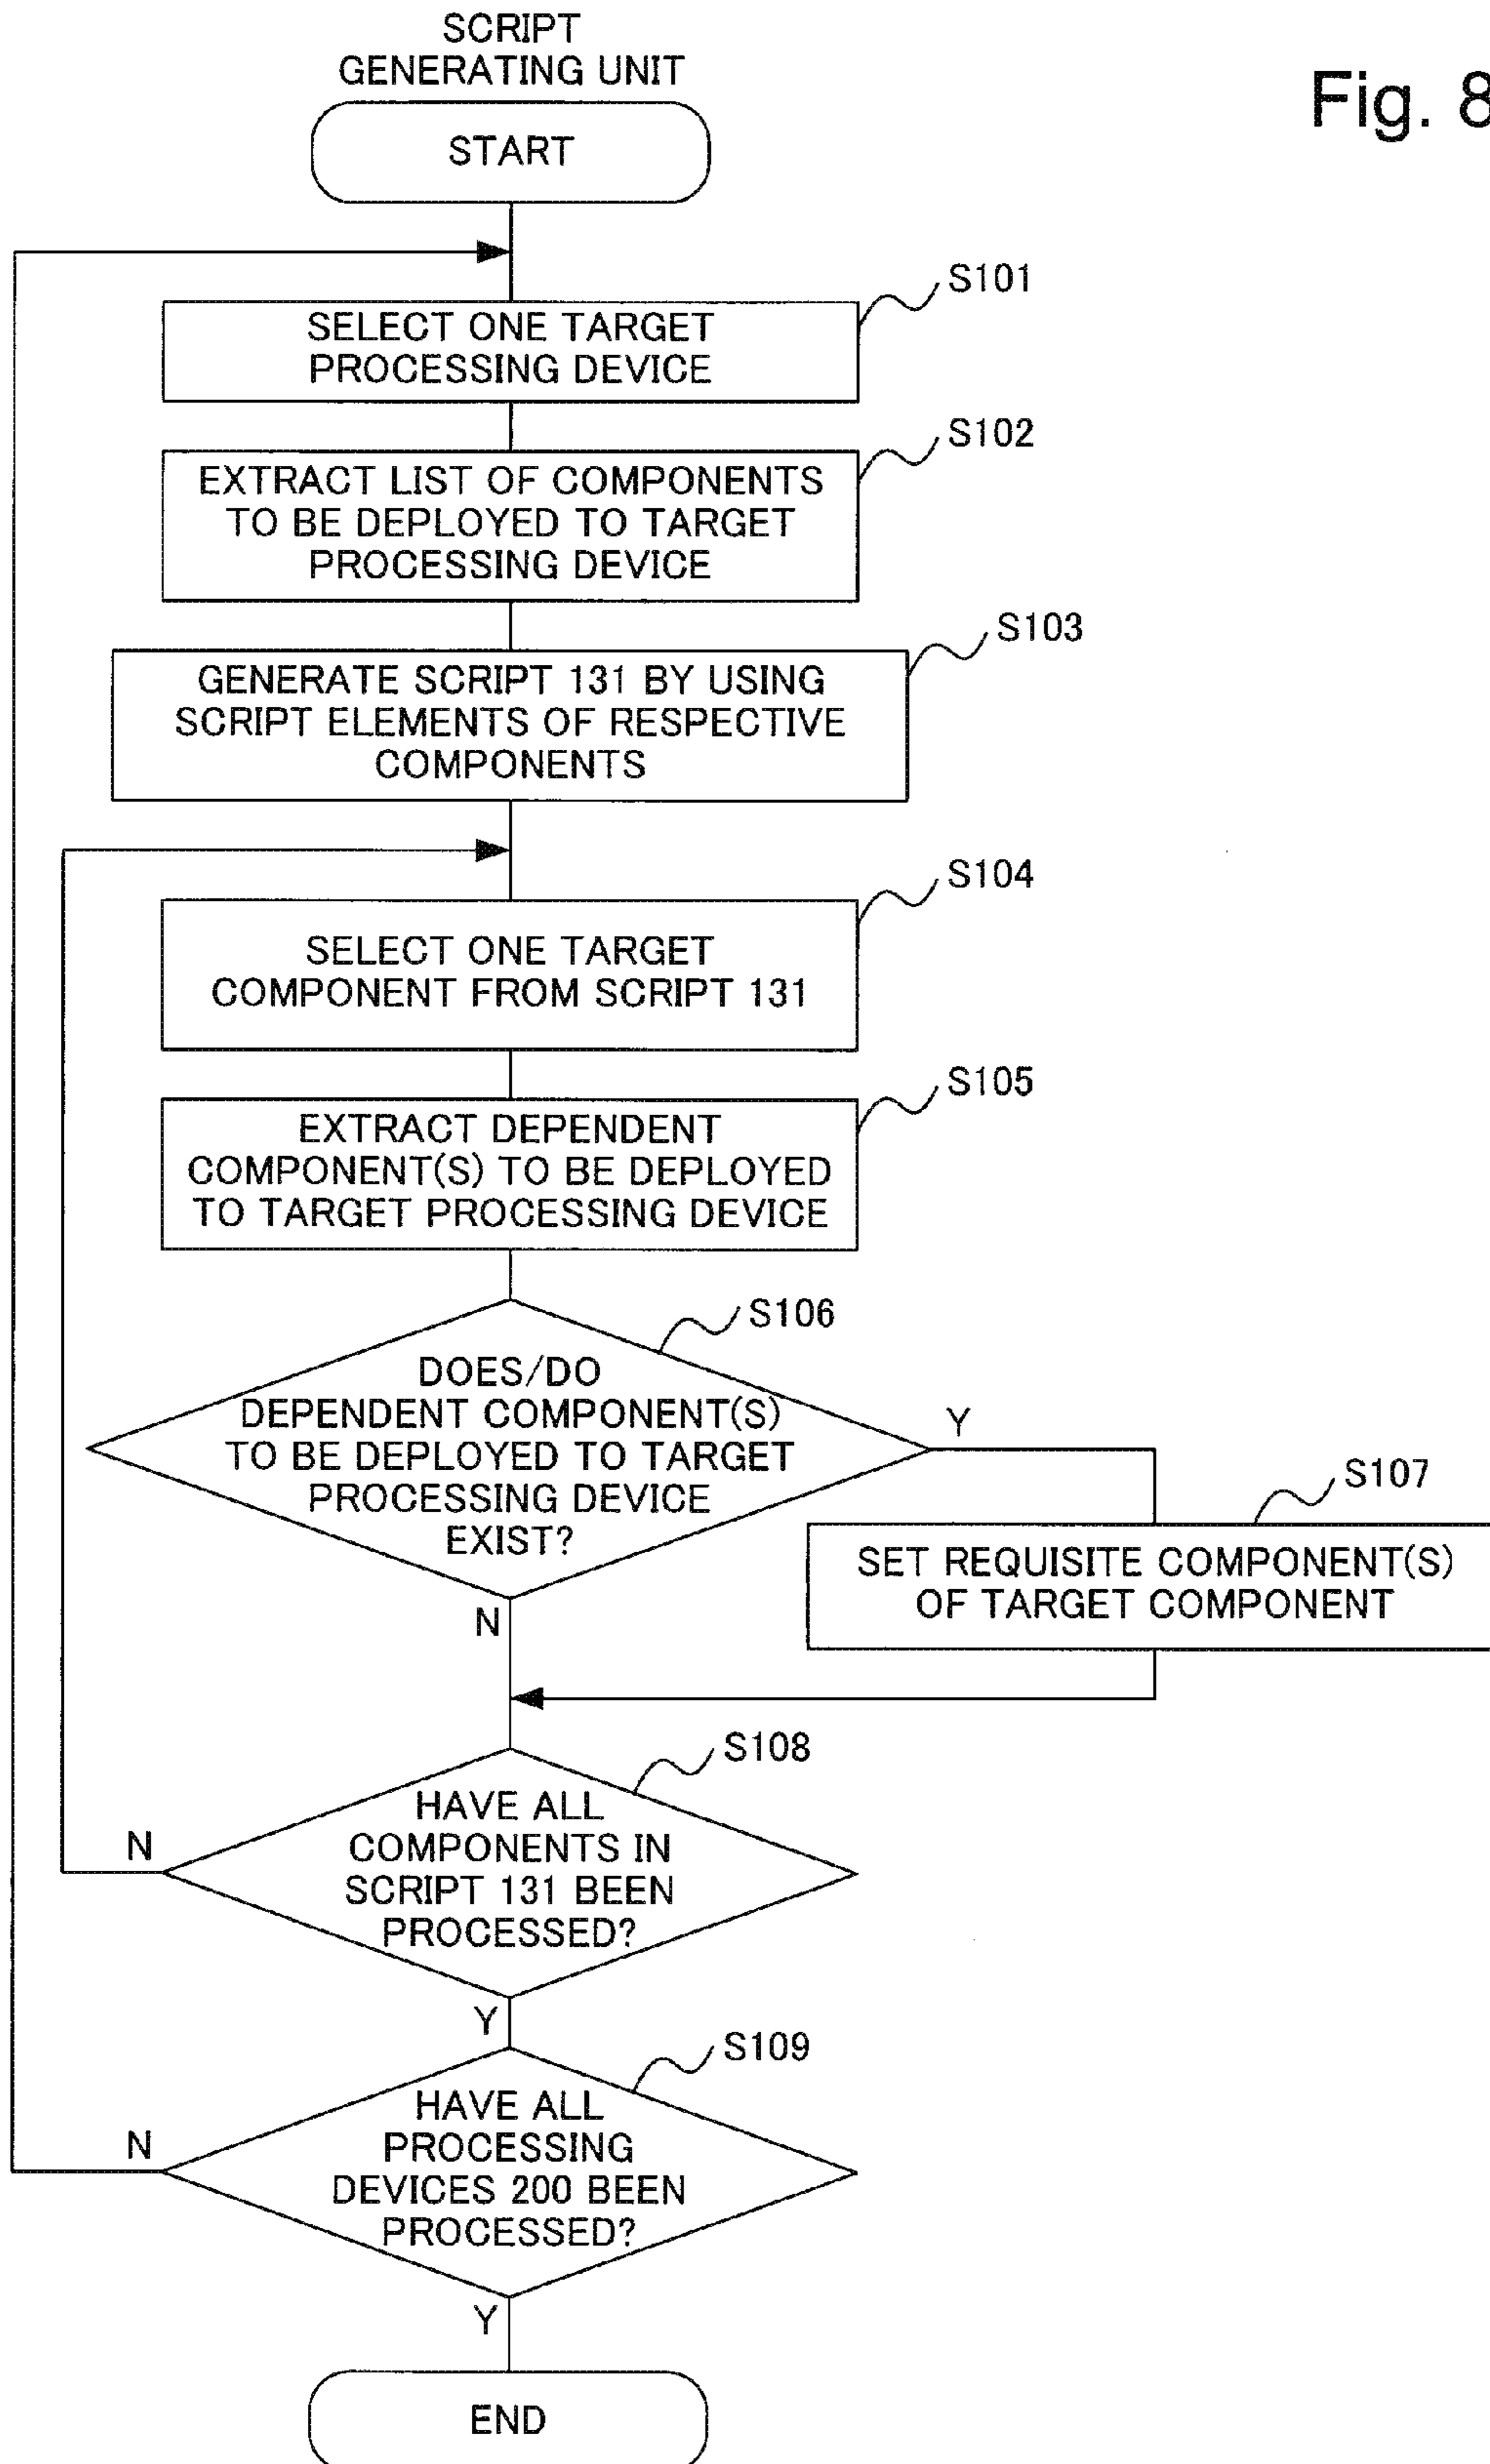 SCRIPT
GENERATING UNIT
Fig. 8
START
S101
SELECT ONE TARGET
PROCESSING DEVICE
S102
EXTRACT LIST OF COMPONENTS
TO BE DEPLOYED TO TARGET
PROCESSING DEVICE
S103
GENERATE SCRIPT 131 BY USING
SCRIPT ELEMENTS OF RESPECTIVE
COMPONENTS
S104
SELECT ONE TARGET
COMPONENT FROM SCRIPT 131
S105
EXTRACT DEPENDENT
COMPONENT(S) TO BE DEPLOYED
TO TARGET PROCESSING DEVICE
S106
DOES/DO
DEPENDENT COMPONENT(S)
TO BE DEPLOYED TO TARGET
PROCESSING DEVICE
EXIST?
Y
S107
SET REQUISITE COMPONENT(S)
OF TARGET COMPONENT
N
S108
HAVE ALL
COMPONENTS IN
SCRIPT 131 BEEN
PROCESSED?
N
Y
S109
HAVE ALL
PROCESSING
DEVICES 200 BEEN
PROCESSED?
N
Y
END